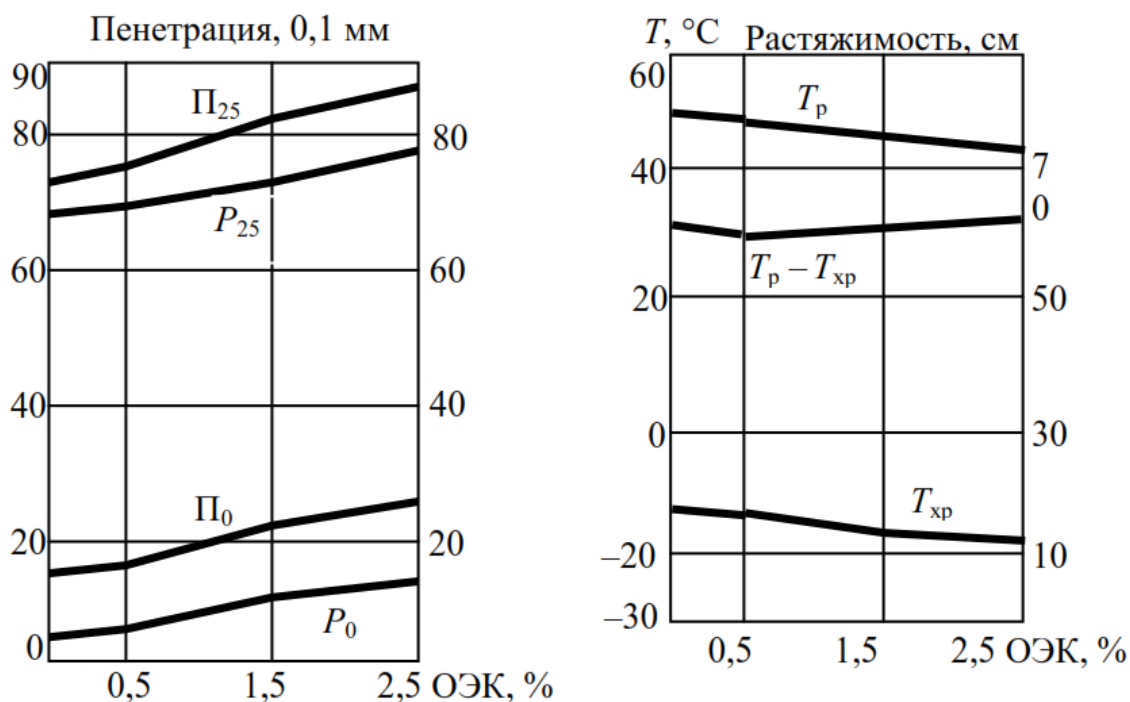 Пенетрация, 0,1 мм
90
80
60
40
20
0
П25
P25
П0
P0
80
60
40
20
0,5 1,5 2,5 ОЭК, %
T, °C Растяжимость, см
60
40
20
0
–20
–30
Tр
Tр – Tхр
Tхр
7
0
50
30
10
0,5 1,5 2,5 ОЭК, %